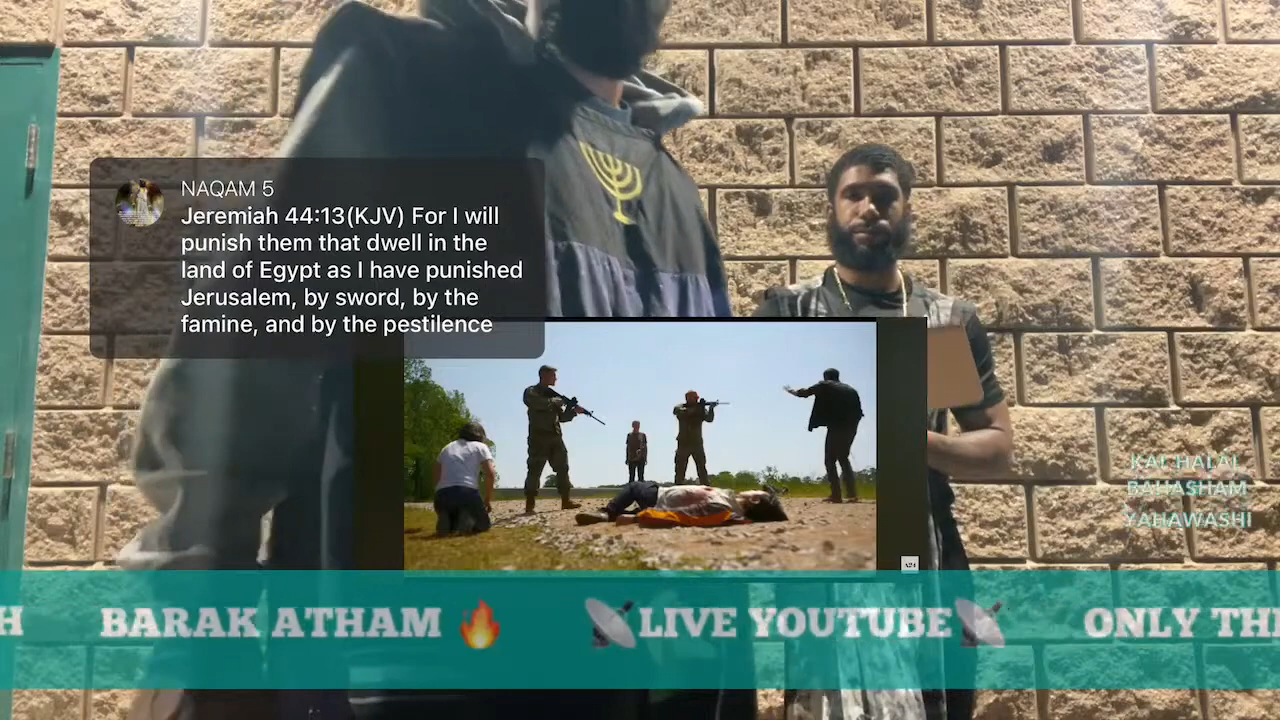 NAQAM 5
Jeremiah 44:13(KJV) For I will
punish them that dwell in the
land of Egypt as I have punished
Jerusalem, by sword, by the
famine, and by the pestilence
KAL HALAL
BAHASHAM
YAHAWASHI
A24
H BARAK ATHAM 🔥 📡LIVE YOUTUBE📡 ONLY TH